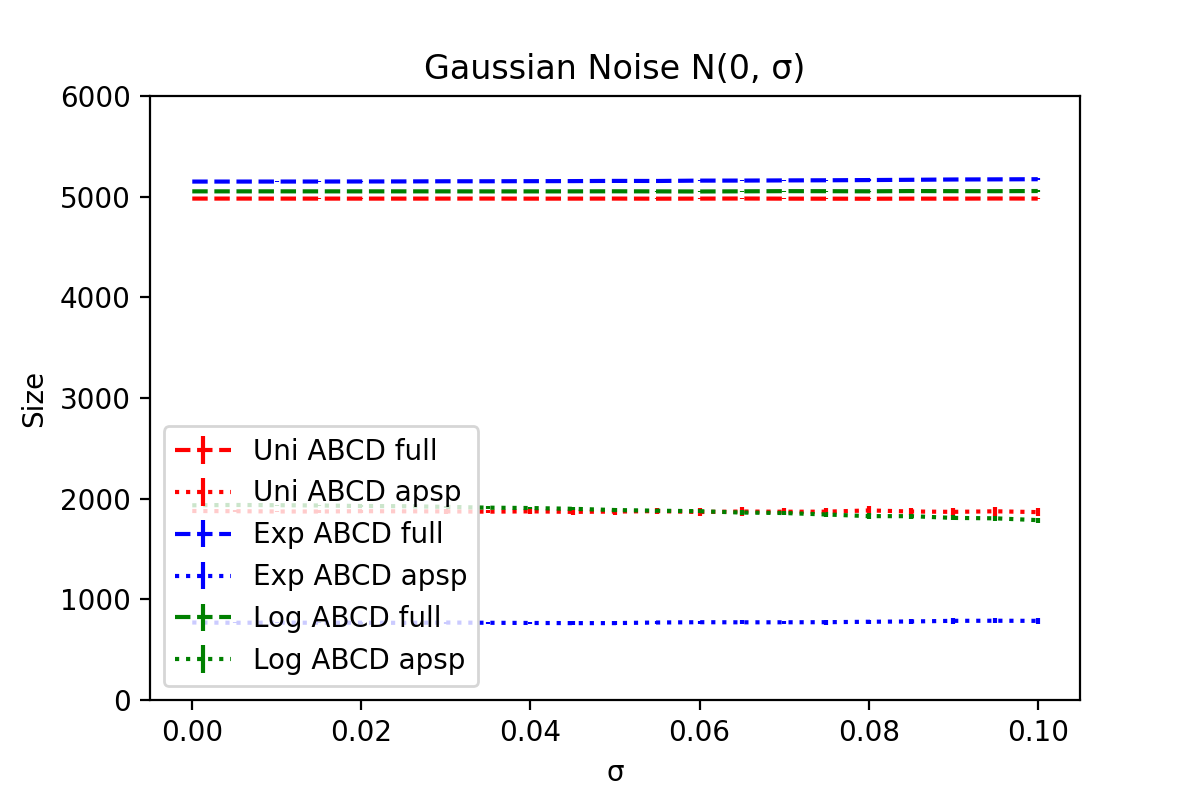 Gaussian Noise N(0, σ)
6000
5000
4000
3000
2000
1000
0
Size
Uni ABCD full
Uni ABCD apsp
Exp ABCD full
Exp ABCD apsp
Log ABCD full
Log ABCD apsp
0.00 0.02 0.04 0.06 0.08 0.10
σ